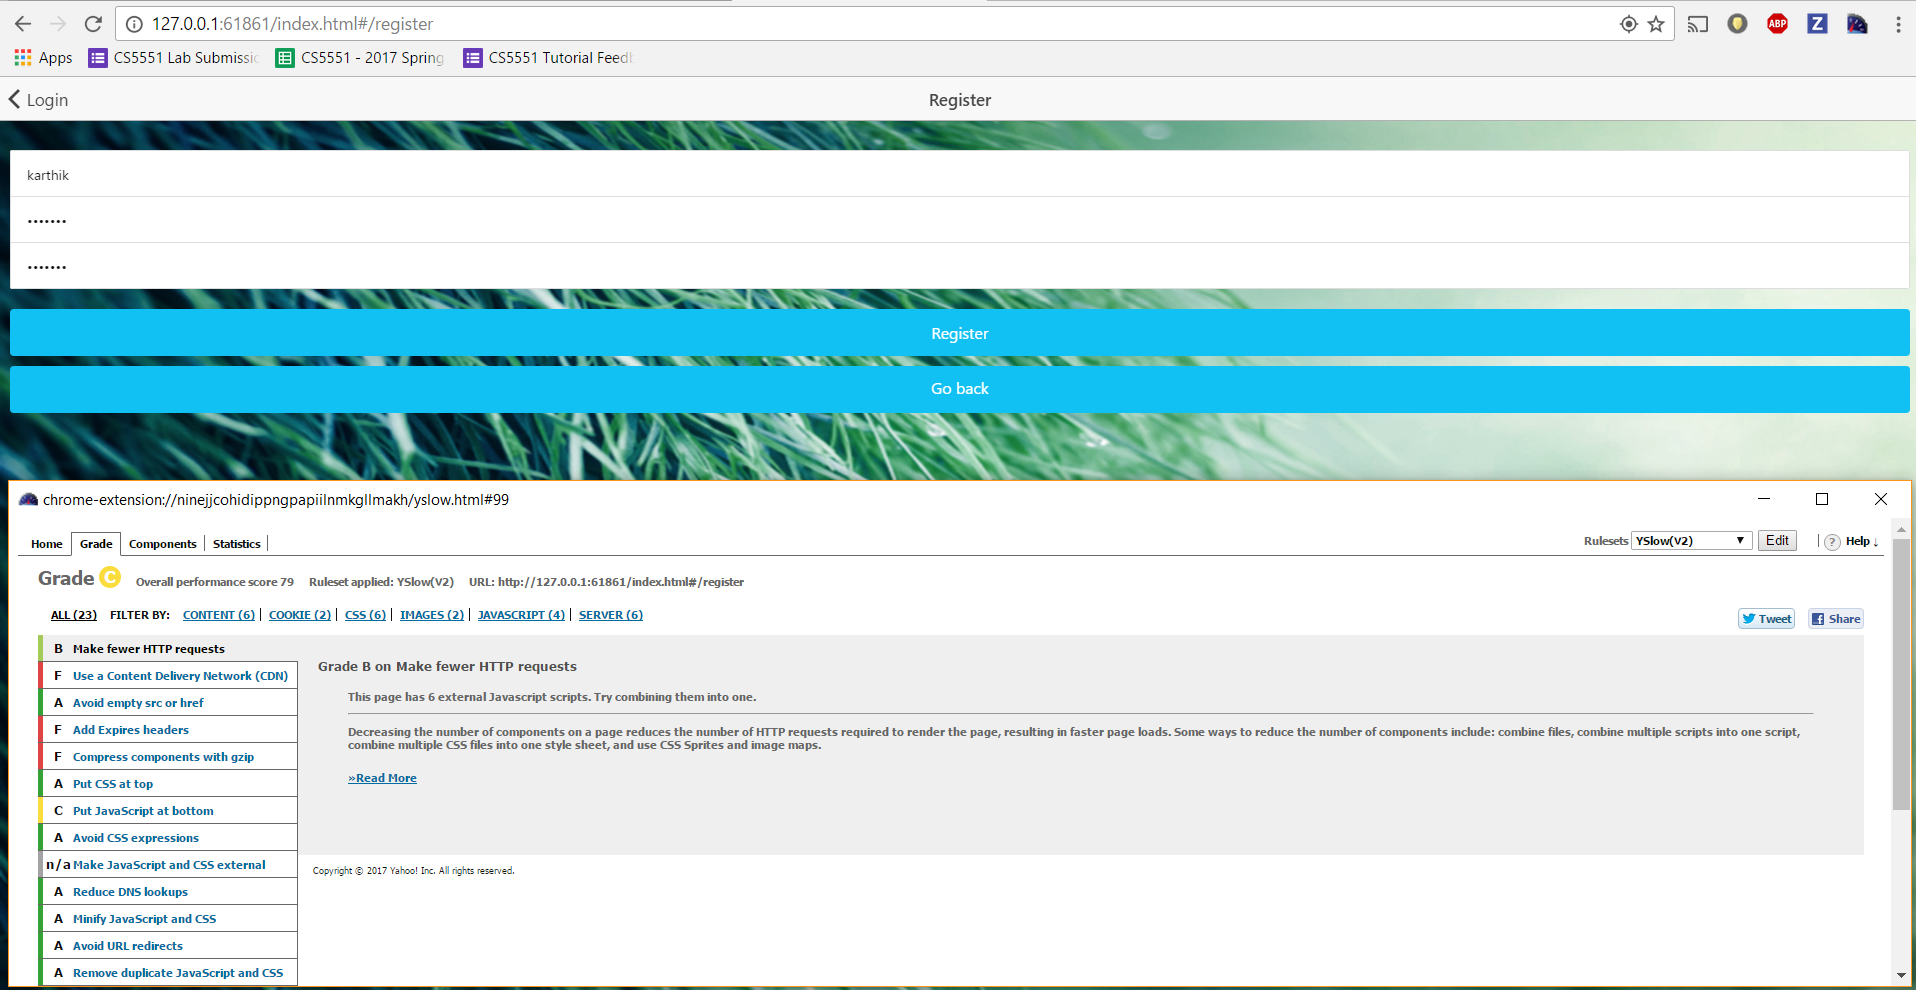 127.0.0.1:61861/index.html#/register
ABP
Z
Apps CS5551 Lab Submissic CS5551 - 2017 Spring CS5551 Tutorial Feed
Login Register
karthik
•••••••
•••••••
Register
Go back
chrome-extension://ninejjcohidippngpapiilnmkgllmakh/yslow.html#99
Home Grade Components Statistics Rulesets YSlow(V2) Edit ? Help ↓
Grade C Overall performance score 79 Ruleset applied: YSlow(V2) URL: http://127.0.0.1:61861/index.html#/register
ALL (23) FILTER BY: CONTENT (6) | COOKIE (2) | CSS (6) | IMAGES (2) | JAVASCRIPT (4) | SERVER (6)
Tweet Share
B Make fewer HTTP requests
F Use a Content Delivery Network (CDN)
A Avoid empty src or href
F Add Expires headers
F Compress components with gzip
A Put CSS at top
C Put JavaScript at bottom
A Avoid CSS expressions
n/a Make JavaScript and CSS external
A Reduce DNS lookups
A Minify JavaScript and CSS
A Avoid URL redirects
A Remove duplicate JavaScript and CSS
Grade B on Make fewer HTTP requests
This page has 6 external Javascript scripts. Try combining them into one.
Decreasing the number of components on a page reduces the number of HTTP requests required to render the page, resulting in faster page loads. Some ways to reduce the number of components include: combine files, combine multiple scripts into one script,
combine multiple CSS files into one style sheet, and use CSS Sprites and image maps.
»Read More
Copyright © 2017 Yahoo! Inc. All rights reserved.